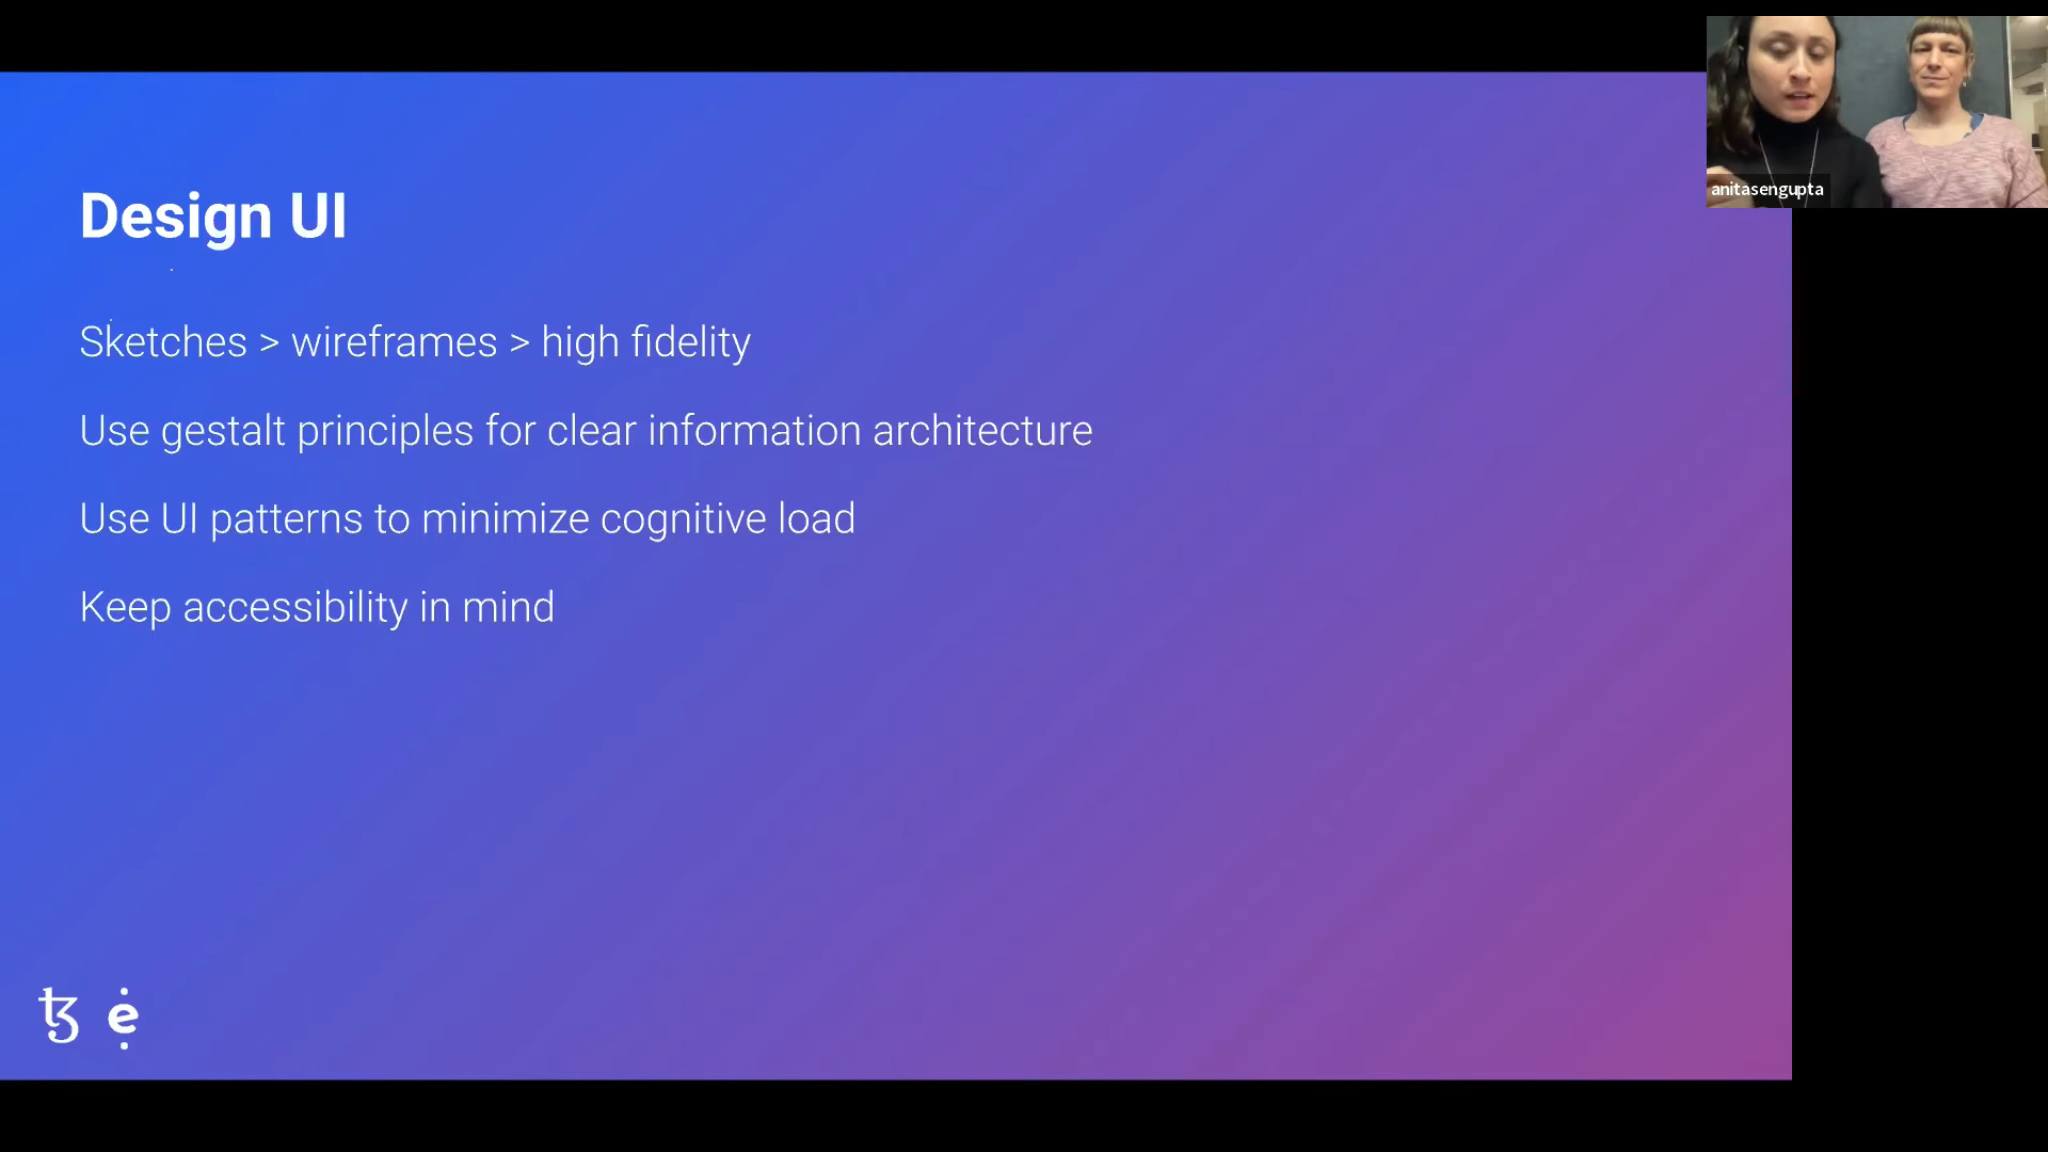 Design UI
Sketches > wireframes > high fidelity
Use gestalt principles for clear information architecture
Use UI patterns to minimize cognitive load
Keep accessibility in mind
anitasengupta